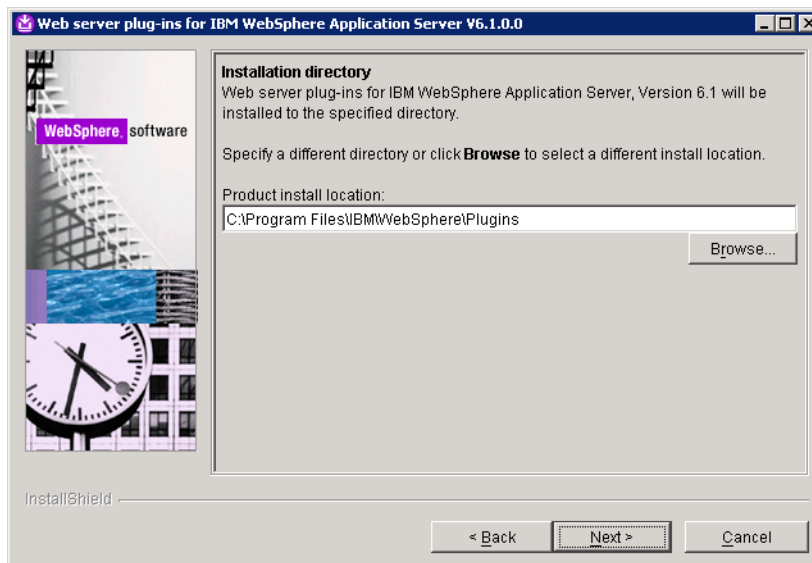 Web server plug-ins for IBM WebSphere Application Server V6.1.0.0
WebSphere. software
Installation directory
Web server plug-ins for IBM WebSphere Application Server, Version 6.1 will be
installed to the specified directory.
Specify a different directory or click Browse to select a different install location.
Product install location:
C:\Program Files\IBM\WebSphere\Plugins
Browse...
InstallShield
< Back
Next >
Cancel